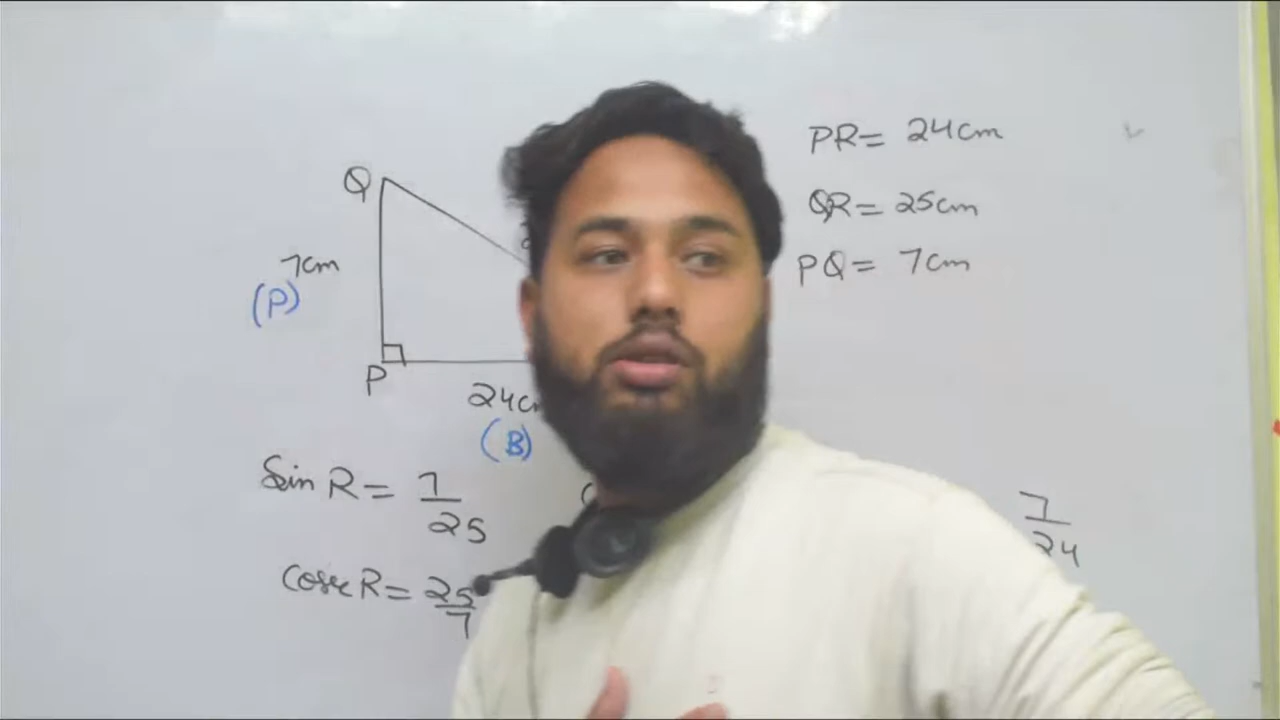 PR = 24cm
Q
QR = 25cm
7cm
PQ = 7cm
(P)
P
24cm
(B)
Sin R = 7/25
7/24
Cosec R = 25/7